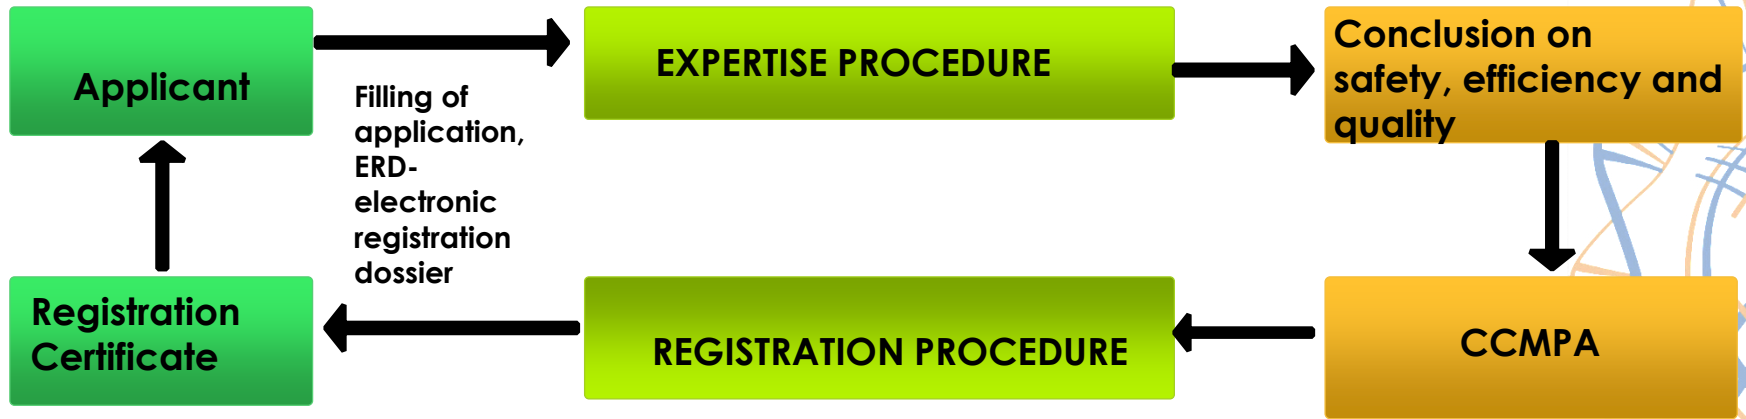 Applicant
Filling of
application,
ERD-
electronic
registration
dossier
EXPERTISE PROCEDURE
Conclusion on
safety, efficiency and
quality
Registration
Certificate
REGISTRATION PROCEDURE
CCMPA